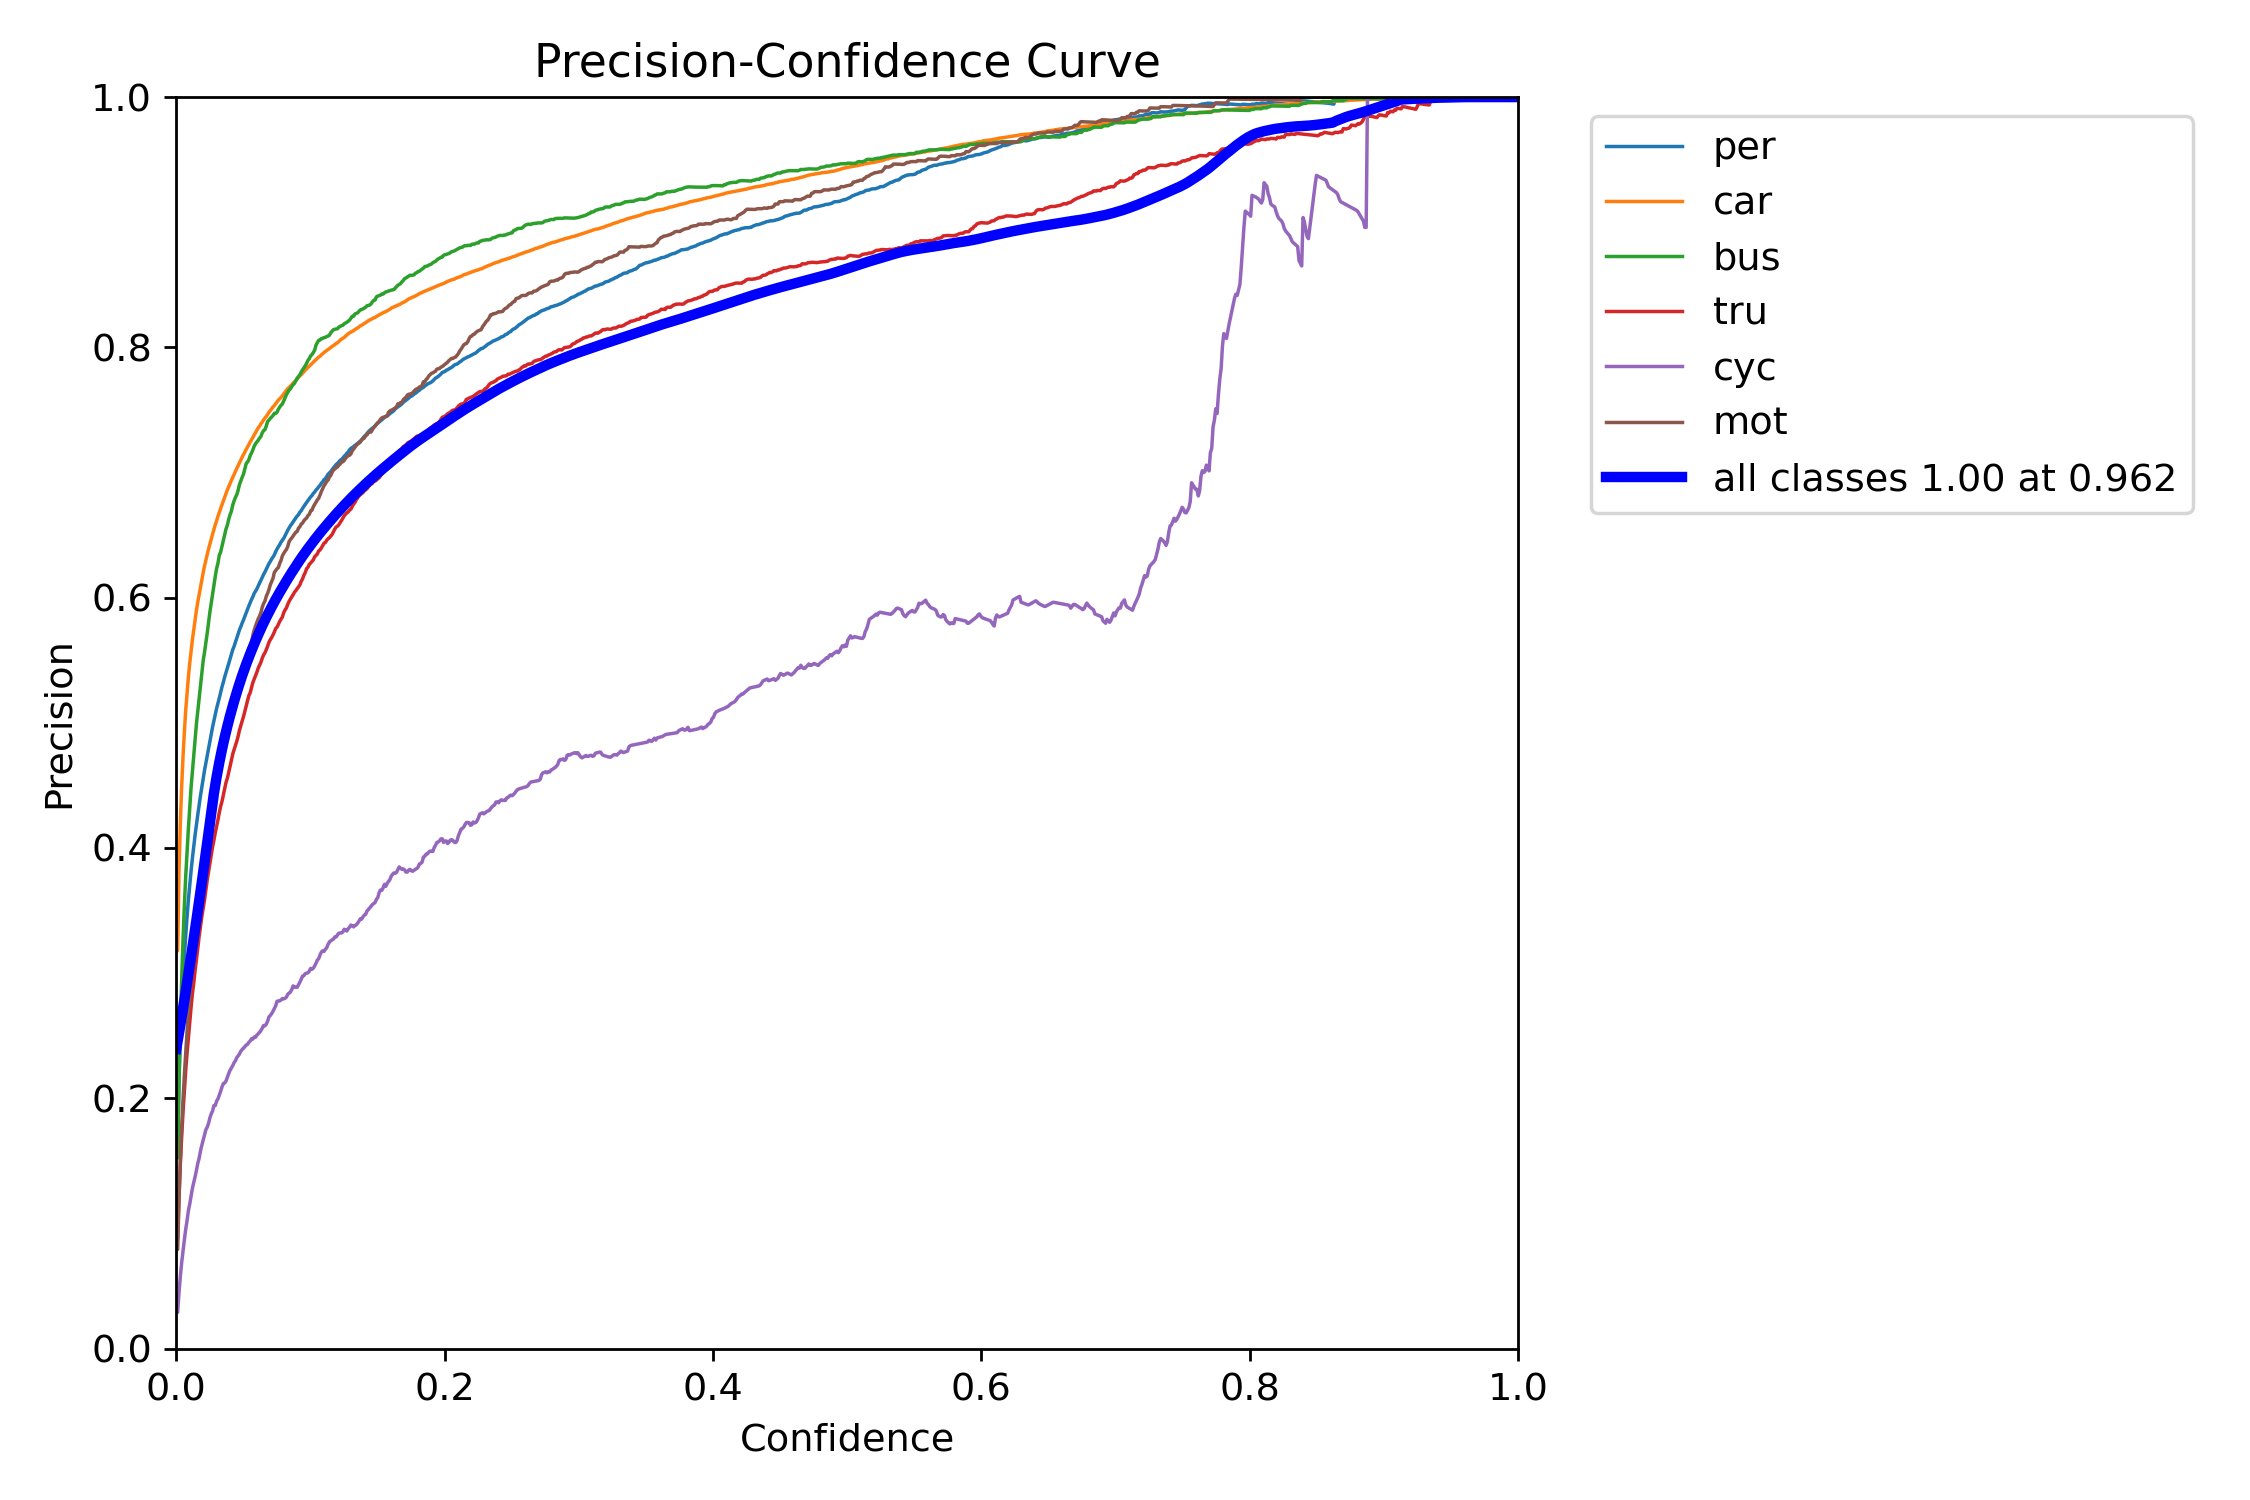 Precision-Confidence Curve
1.0
0.8
0.6
0.4
0.2
0.0
Precision
0.0 0.2 0.4 0.6 0.8 1.0
Confidence
per
car
bus
tru
cyc
mot
all classes 1.00 at 0.962